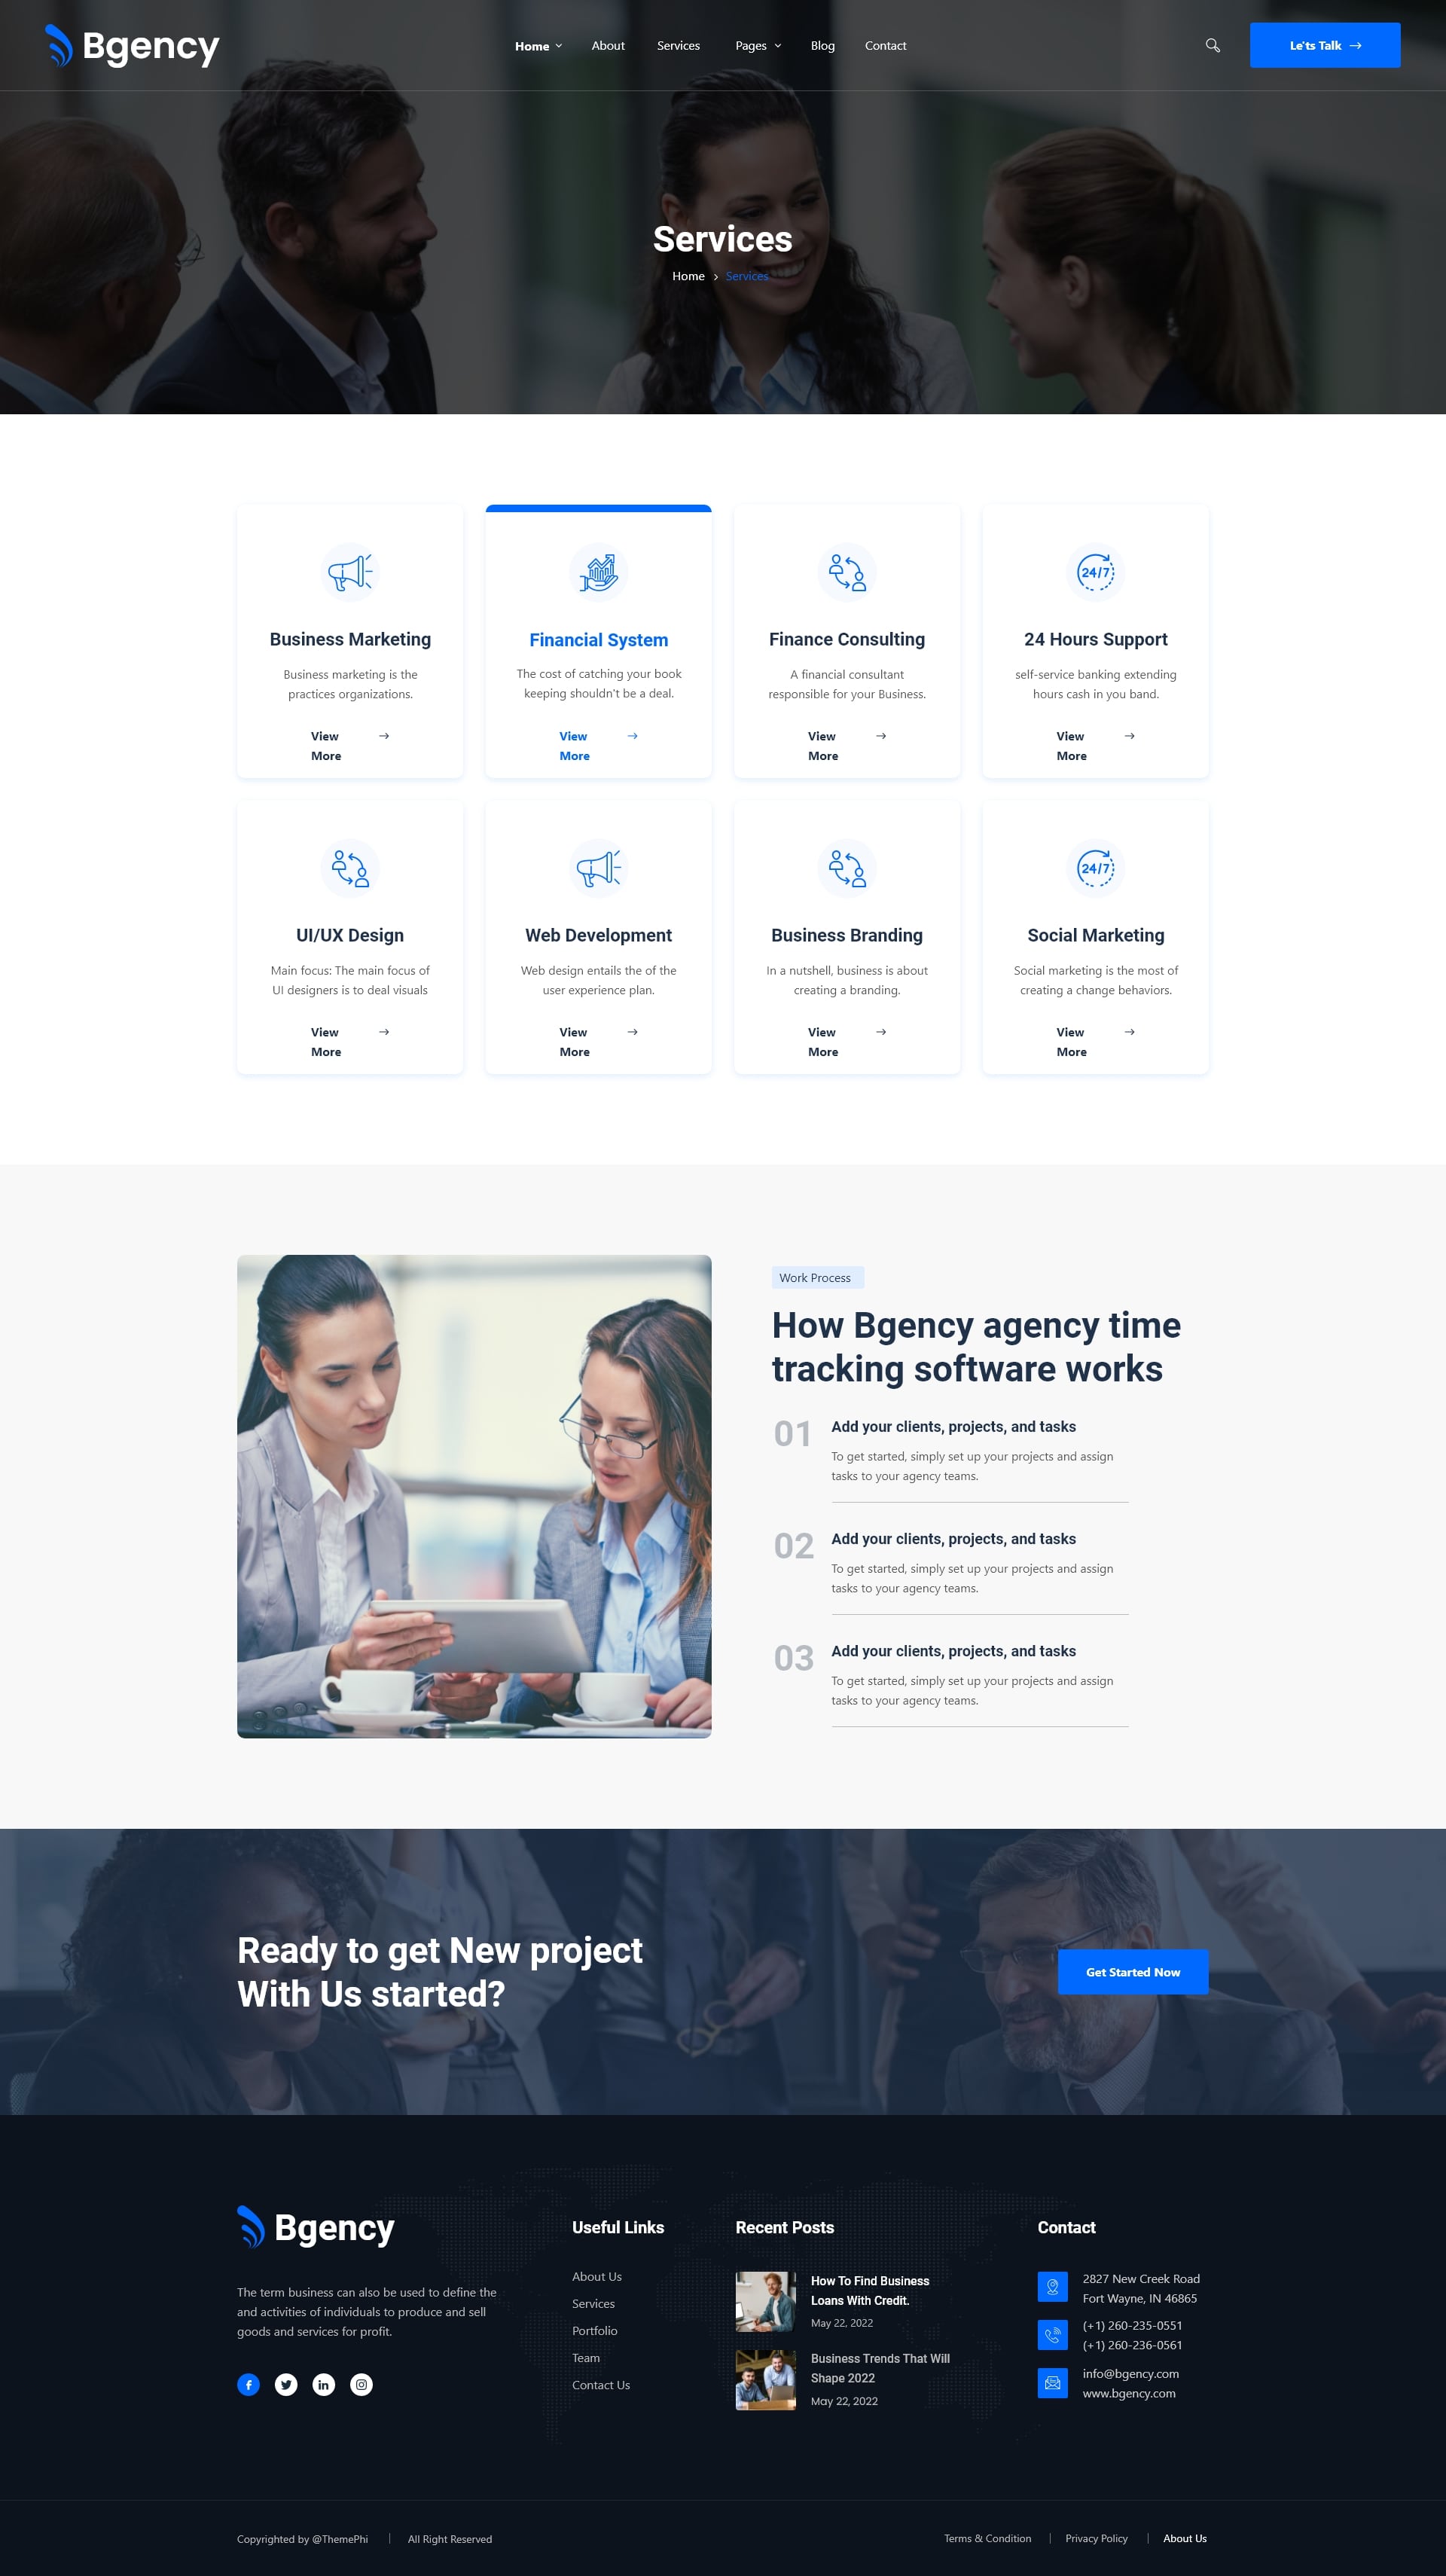 Bgency
Home
About
Services
Pages
Blog
Contact
Le'ts Talk
Services
Home
Services
Business Marketing
Business marketing is the
practices organizations.
View
More
Financial System
The cost of catching your book
keeping shouldn't be a deal.
View
More
Finance Consulting
A financial consultant
responsible for your Business.
View
More
24/7
24 Hours Support
self-service banking extending
hours cash in you band.
View
More
UI/UX Design
Main focus: The main focus of
UI designers is to deal visuals
View
More
Web Development
Web design entails the of the
user experience plan.
View
More
Business Branding
In a nutshell, business is about
creating a branding.
View
More
24/7
Social Marketing
Social marketing is the most of
creating a change behaviors.
View
More
Work Process
How Bgency agency time
tracking software works
01
Add your clients, projects, and tasks
To get started, simply set up your projects and assign
tasks to your agency teams.
02
Add your clients, projects, and tasks
To get started, simply set up your projects and assign
tasks to your agency teams.
03
Add your clients, projects, and tasks
To get started, simply set up your projects and assign
tasks to your agency teams.
Ready to get New project
With Us started?
Get Started Now
Bgency
The term business can also be used to define the
and activities of individuals to produce and sell
goods and services for profit.
Useful Links
About Us
Services
Portfolio
Team
Contact Us
Recent Posts
How To Find Business
Loans With Credit.
May 22, 2022
Business Trends That Will
Shape 2022
May 22, 2022
Contact
2827 New Creek Road
Fort Wayne, IN 46865
(+1) 260-235-0551
(+1) 260-236-0561
info@bgency.com
www.bgency.com
Copyrighted by @ThemePhi
All Right Reserved
Terms & Condition
Privacy Policy
About Us